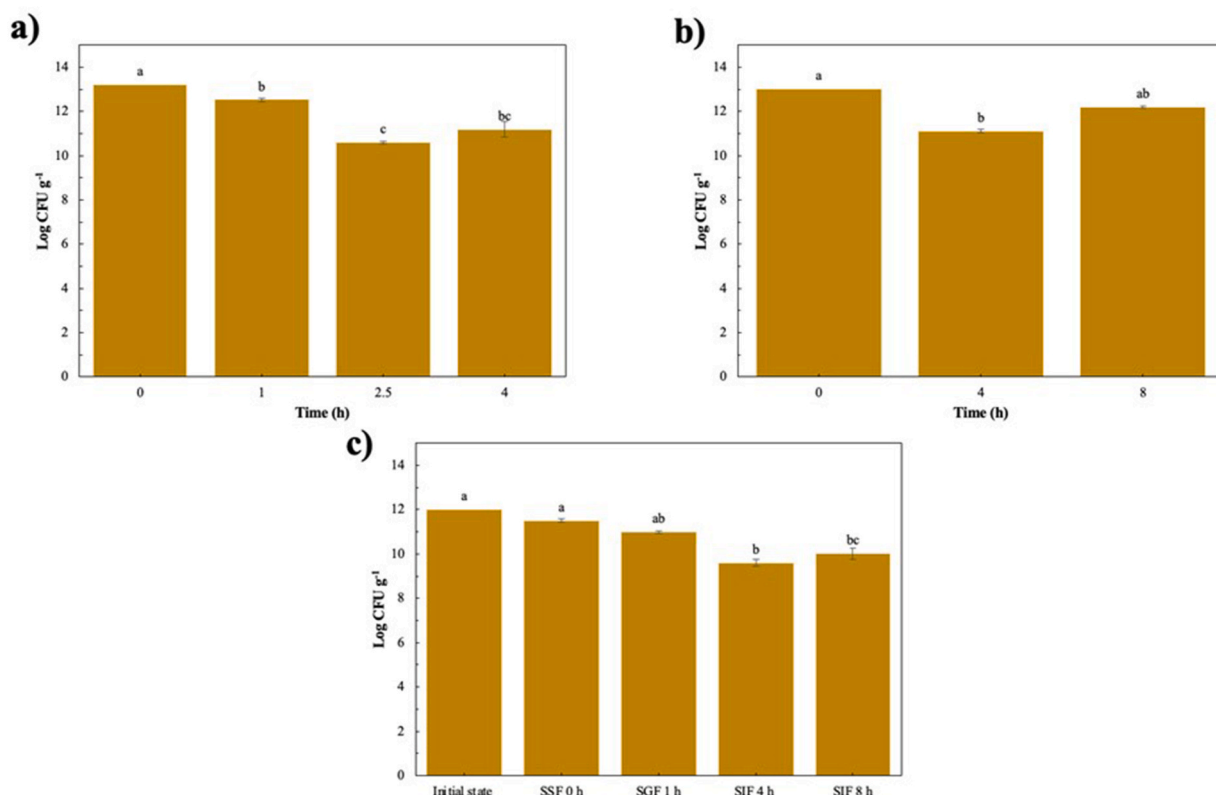 a)
14
12
10
8
6
4
2
0
Log CFU g⁻¹
a
b
c
bc
0 1 2.5 4
Time (h)
b)
14
12
10
8
6
4
2
0
Log CFU g⁻¹
a
b
ab
0 4 8
Time (h)
c)
14
12
10
8
6
4
2
0
Log CFU g⁻¹
a
a
ab
b
bc
Initial state SSF 0 h SGF 1 h SIF 4 h SIF 8 h